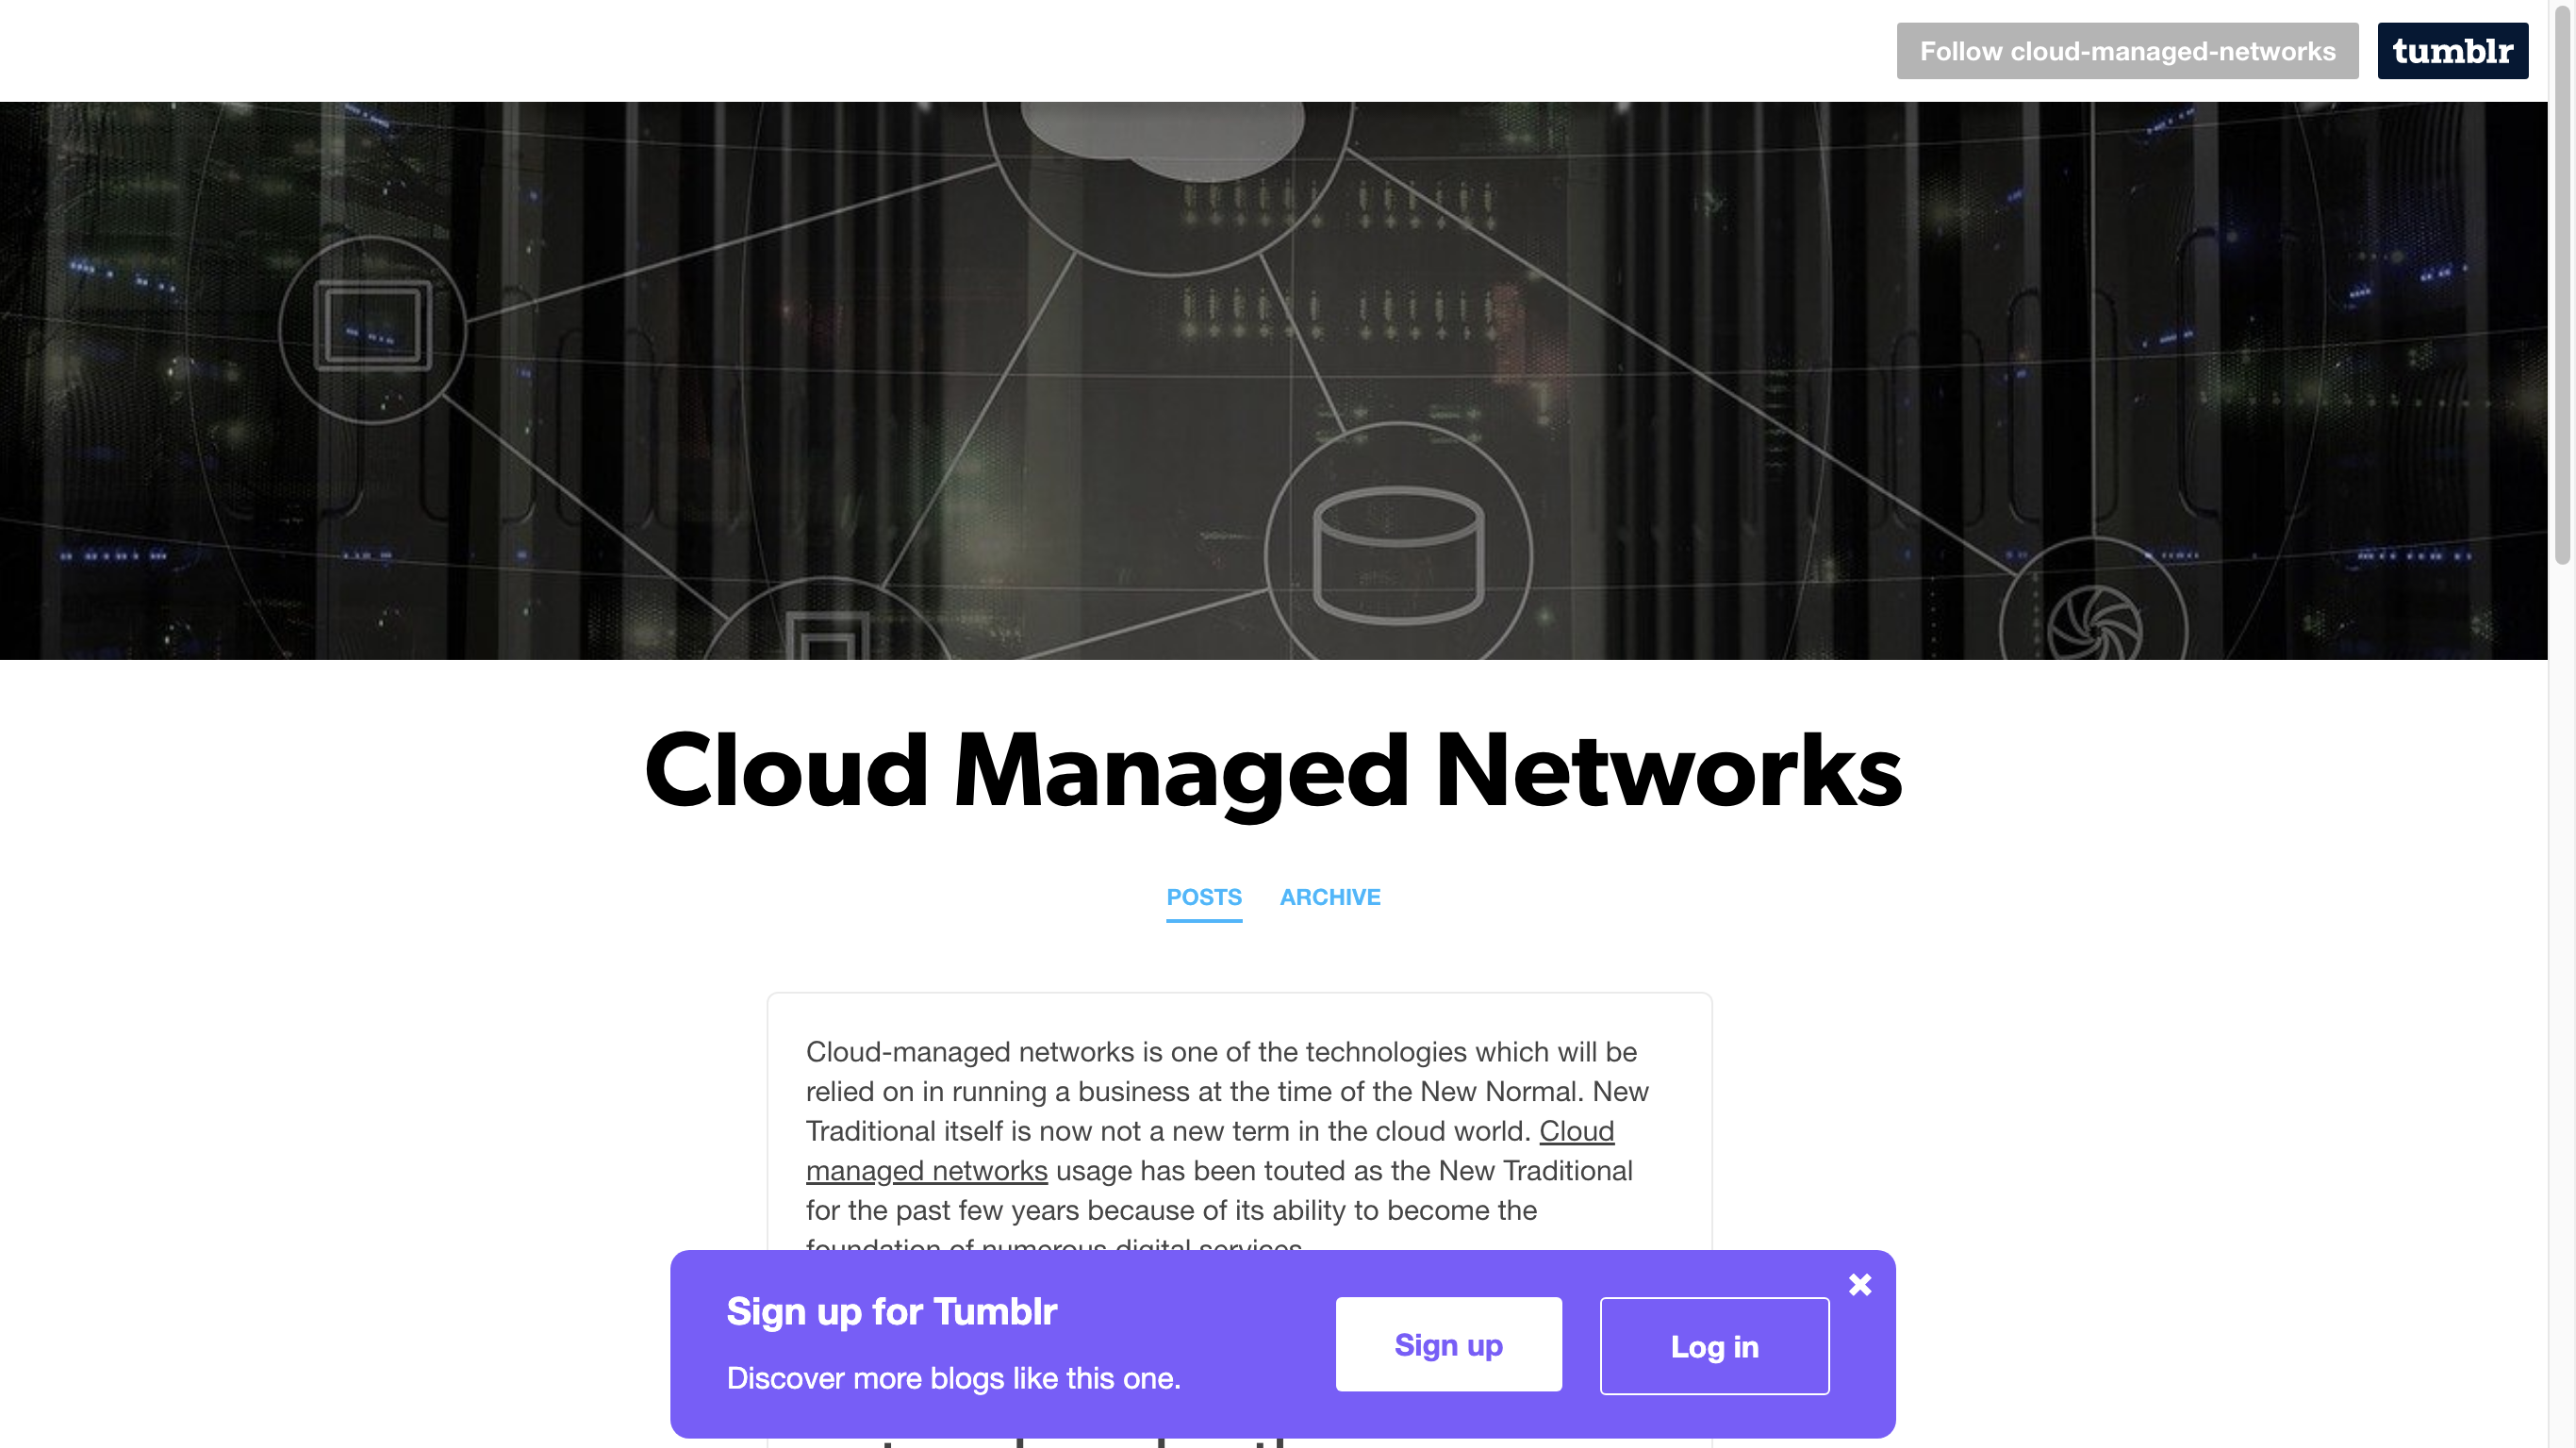 Follow cloud-managed-networks
tumblr
Cloud Managed Networks
POSTS
ARCHIVE
Cloud-managed networks is one of the technologies which will be
relied on in running a business at the time of the New Normal. New
Traditional itself is now not a new term in the cloud world. Cloud
managed networks usage has been touted as the New Traditional
for the past few years because of its ability to become the
foundation of numerous digital services.
Sign up for Tumblr
Discover more blogs like this one.
Sign up
Log in